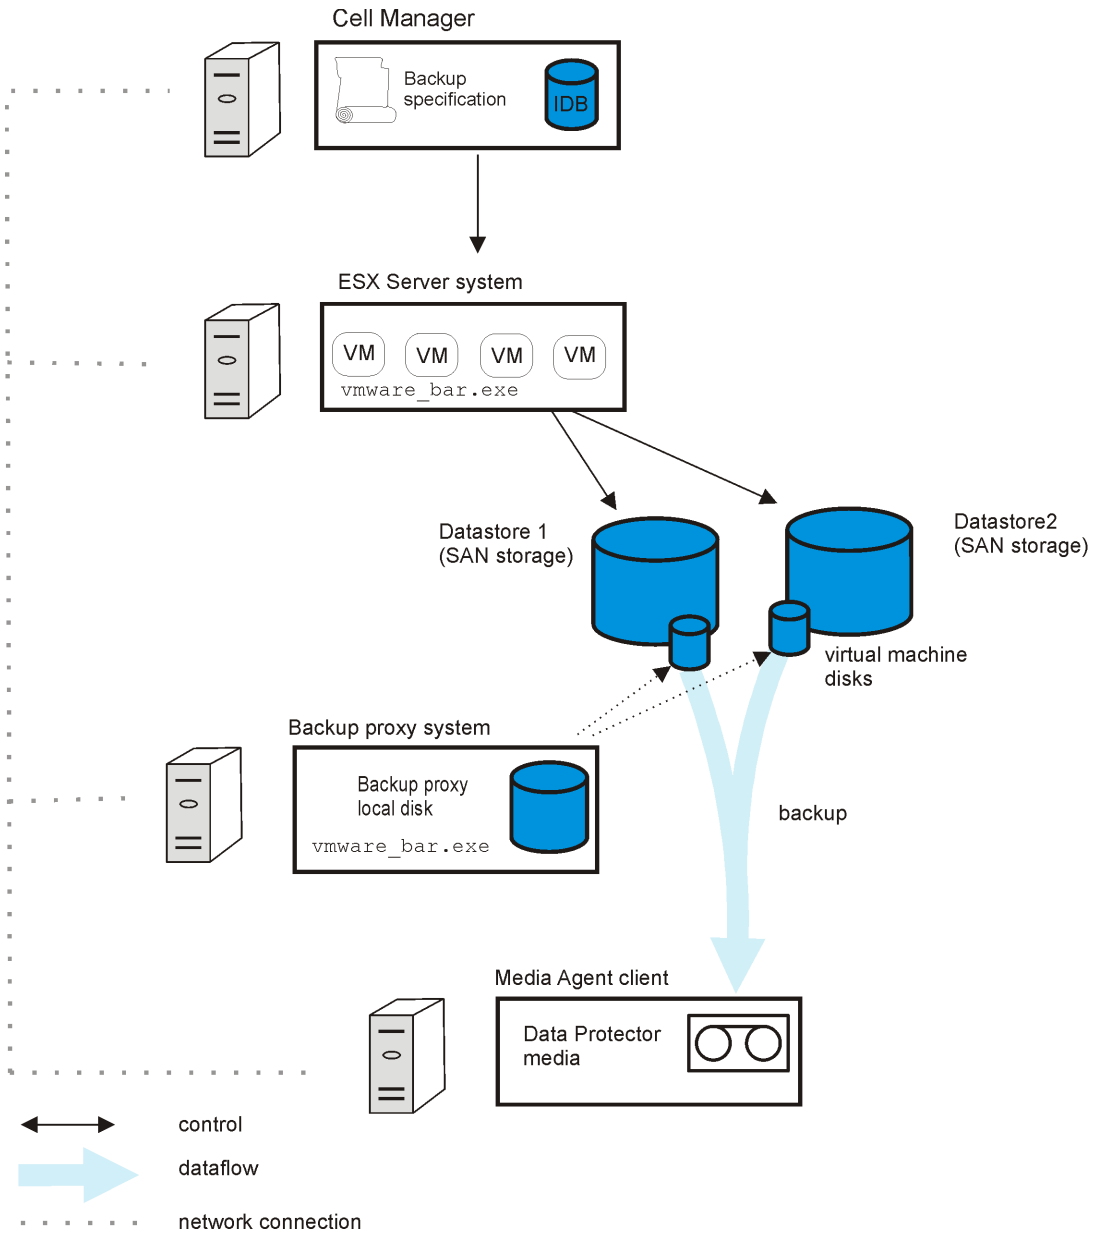 Cell Manager
Backup
specification
IDB
ESX Server system
VM
VM
VM
VM
vmware_bar.exe
Datastore 1
(SAN storage)
Datastore2
(SAN storage)
virtual machine
disks
Backup proxy system
Backup proxy
local disk
vmware_bar.exe
backup
Media Agent client
Data Protector
media
control
dataflow
network connection